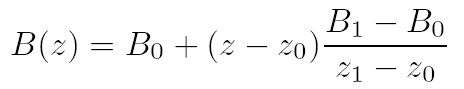 B(z) = B_0 + (z - z_0) \frac{B_1 - B_0}{z_1 - z_0}